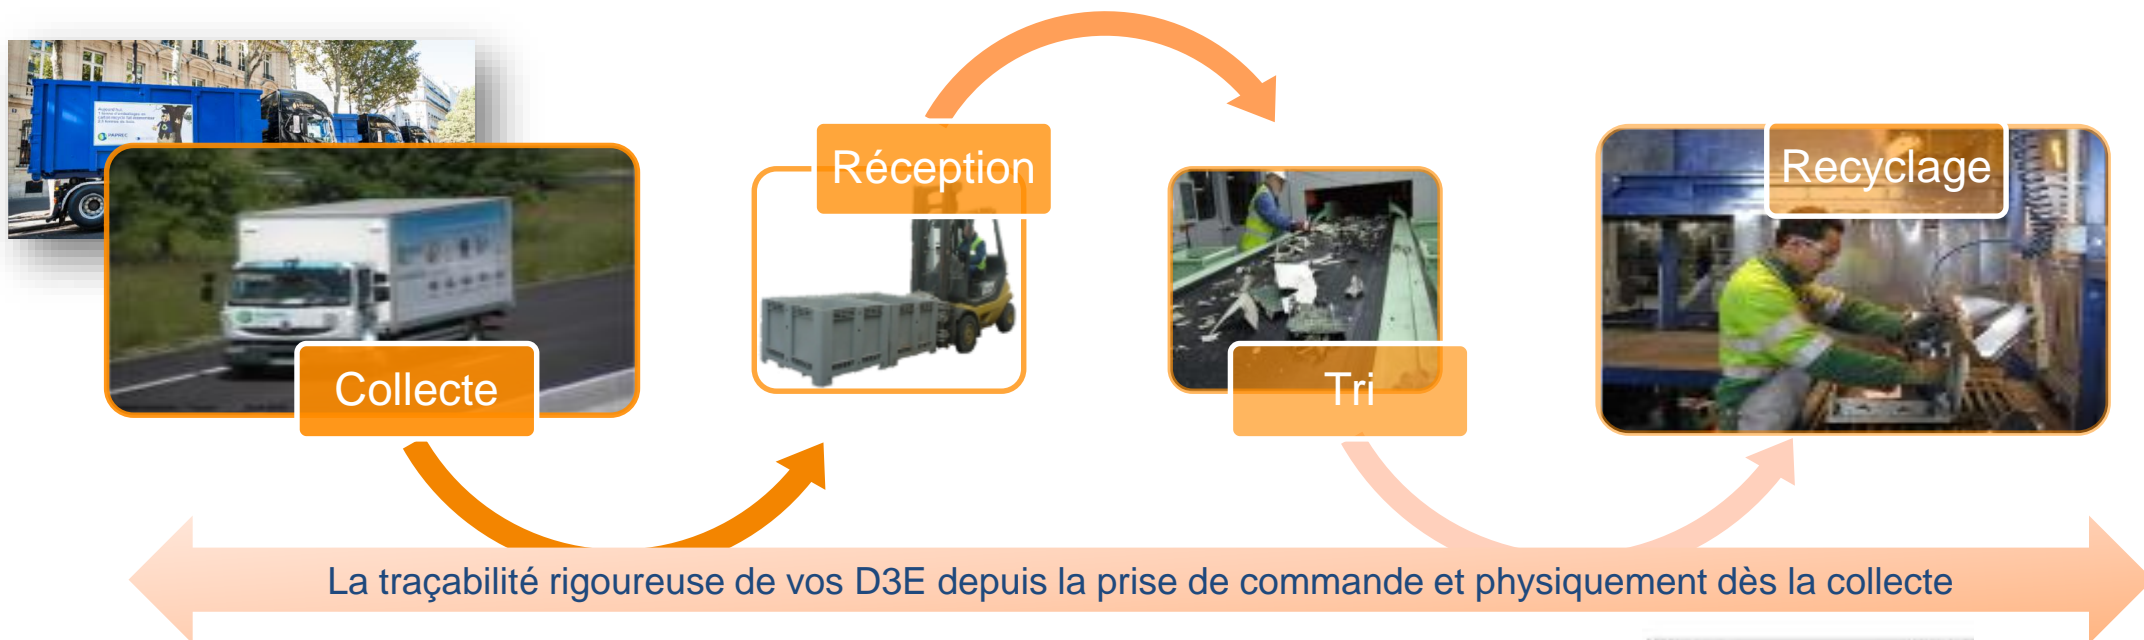 PAPREC
Collecte
Réception
Tri
Recyclage
La traçabilité rigoureuse de vos D3E depuis la prise de commande et physiquement dès la collecte